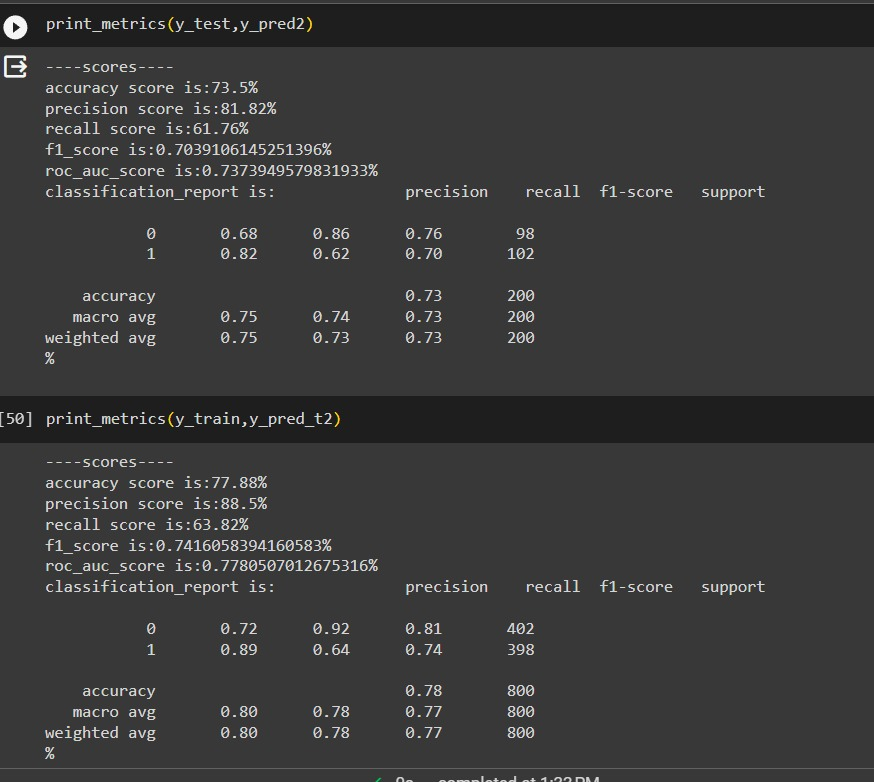 print_metrics(y_test,y_pred2)
----scores----
accuracy score is:73.5%
precision score is:81.82%
recall score is:61.76%
f1_score is:0.7039106145251396%
roc_auc_score is:0.7373949579831933%
classification_report is:              precision    recall  f1-score   support

           0       0.68      0.86      0.76        98
           1       0.82      0.62      0.70       102

    accuracy                           0.73       200
   macro avg       0.75      0.74      0.73       200
weighted avg       0.75      0.73      0.73       200
%
[50] print_metrics(y_train,y_pred_t2)
----scores----
accuracy score is:77.88%
precision score is:88.5%
recall score is:63.82%
f1_score is:0.7416058394160583%
roc_auc_score is:0.7780507012675316%
classification_report is:              precision    recall  f1-score   support

           0       0.72      0.92      0.81       402
           1       0.89      0.64      0.74       398

    accuracy                           0.78       800
   macro avg       0.80      0.78      0.77       800
weighted avg       0.80      0.78      0.77       800
%
0s completed at 1:33 PM